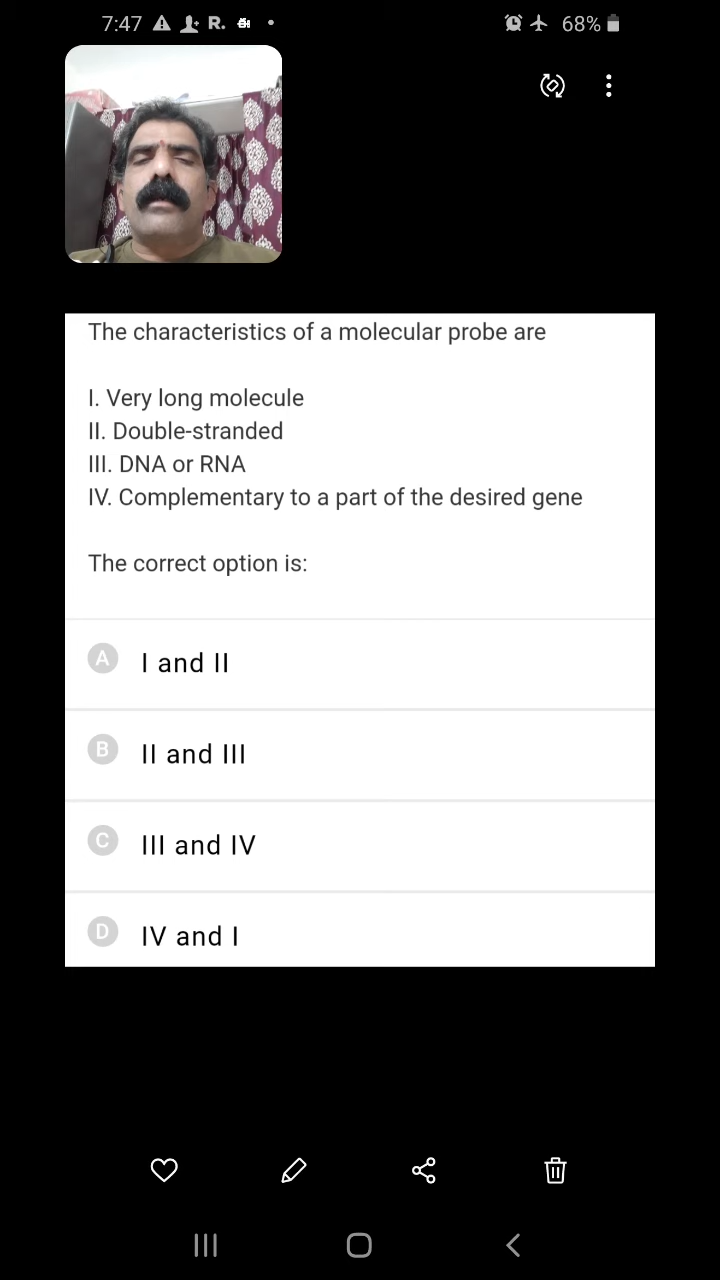 7:47 R. 68%
The characteristics of a molecular probe are
I. Very long molecule
II. Double-stranded
III. DNA or RNA
IV. Complementary to a part of the desired gene
The correct option is:
A I and II
B II and III
C III and IV
D IV and I